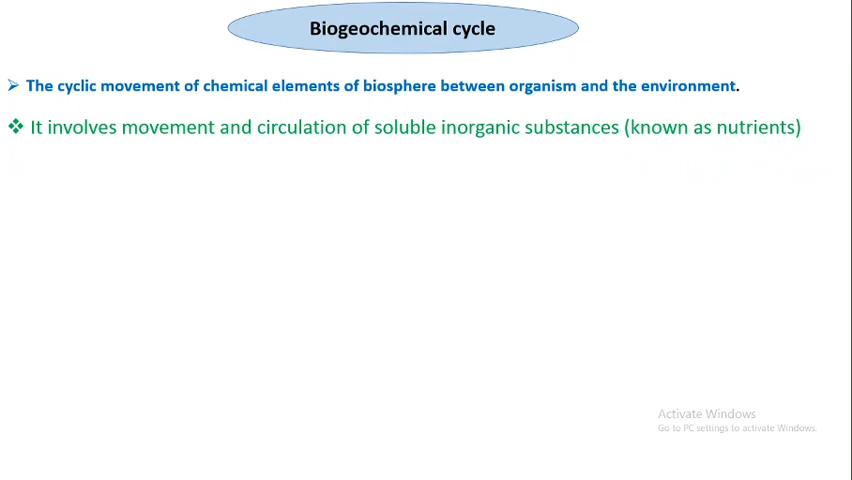 Biogeochemical cycle
The cyclic movement of chemical elements of biosphere between organism and the environment.
It involves movement and circulation of soluble inorganic substances (known as nutrients)
Activate Windows
Go to PC settings to activate Windows.